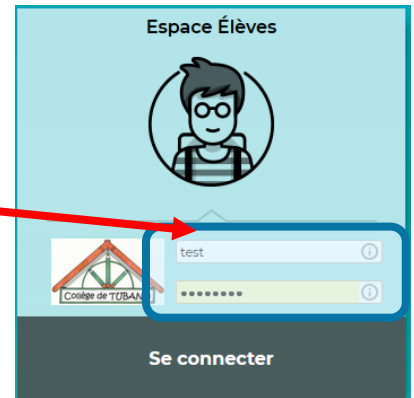 Espace Élèves
test
••••••••
Collège de TUBAN
Se connecter